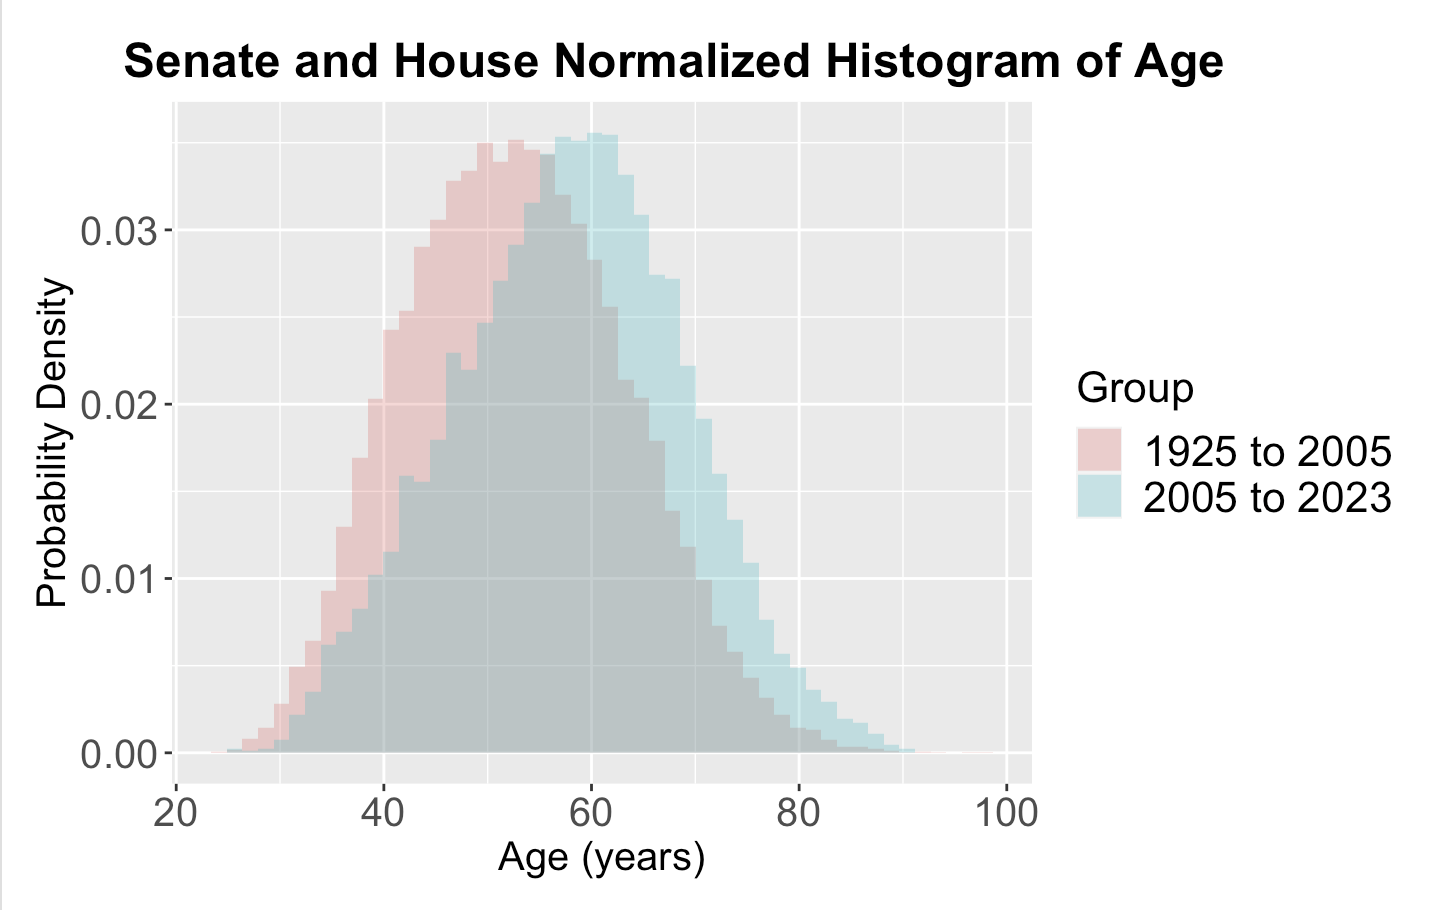 Senate and House Normalized Histogram of Age
Probability Density
0.03
0.02
0.01
0.00
20 40 60 80 100
Age (years)
Group
1925 to 2005
2005 to 2023